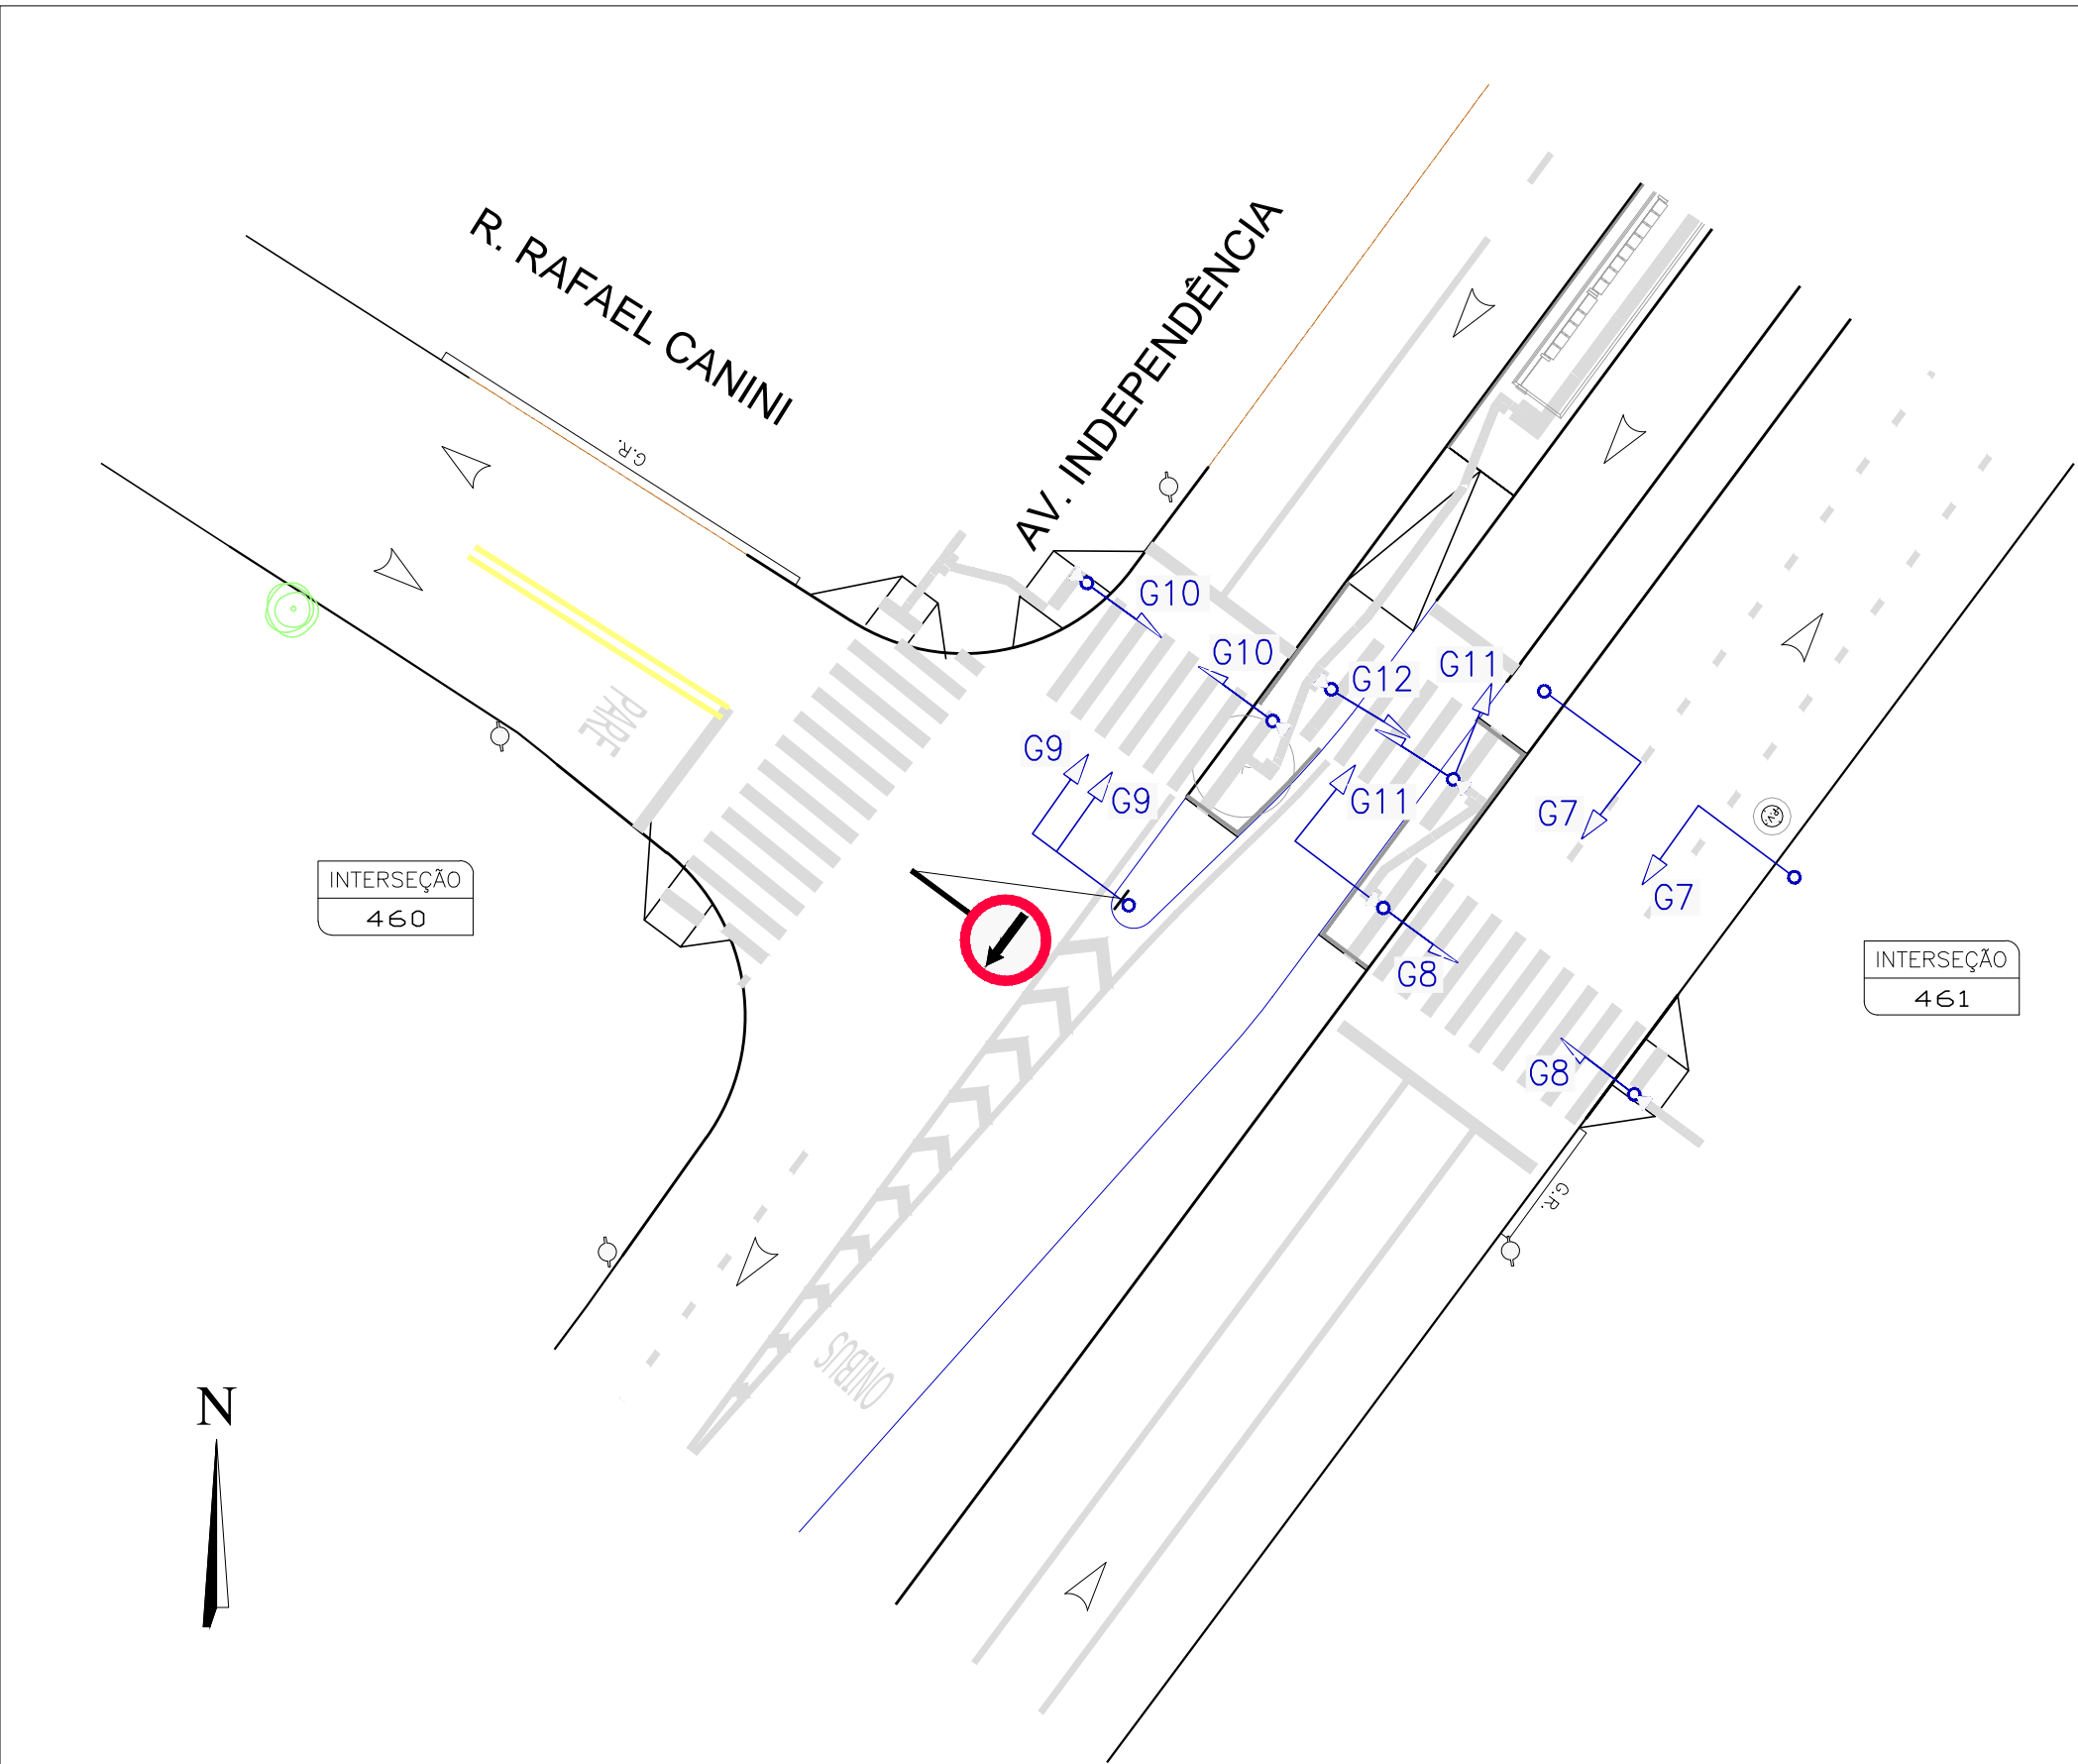 R. RAFAEL CANINI
AV. INDEPENDÊNCIA
G.R.
G10
G10
G12
G11
G9
G9
G11
G7
G7
PARE
INTERSEÇÃO
460
G8
INTERSEÇÃO
461
G8
G.R.
ONIBUS
N